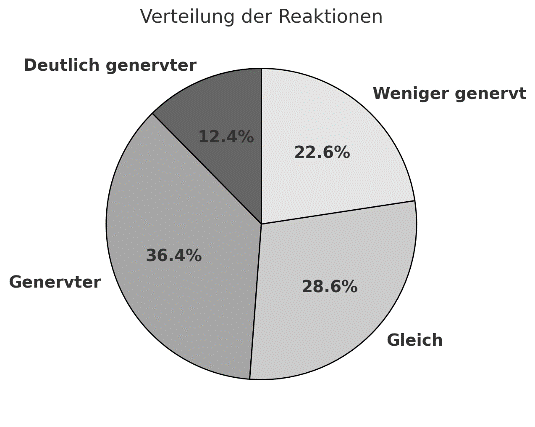 Verteilung der Reaktionen
Deutlich genervter
Weniger genervt
12.4%
22.6%
36.4%
Genervter
28.6%
Gleich